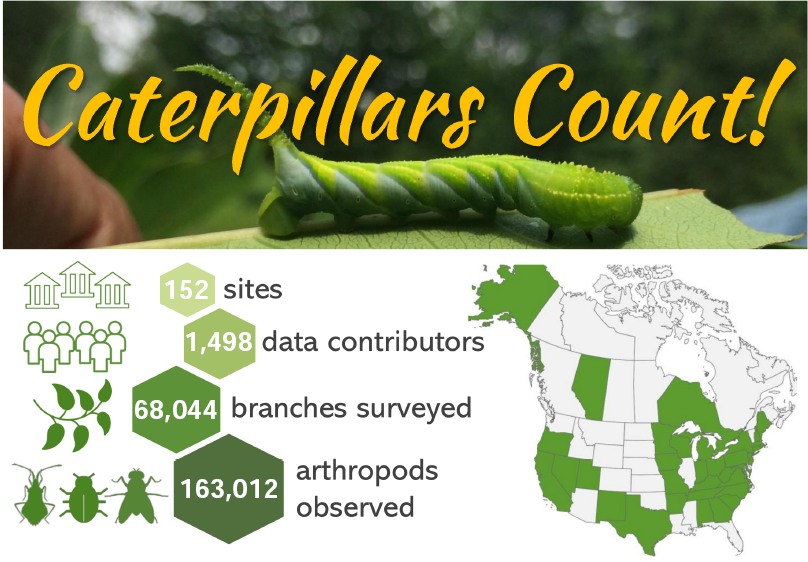 Caterpillars Count!
152 sites
1,498 data contributors
68,044 branches surveyed
163,012 arthropods
observed